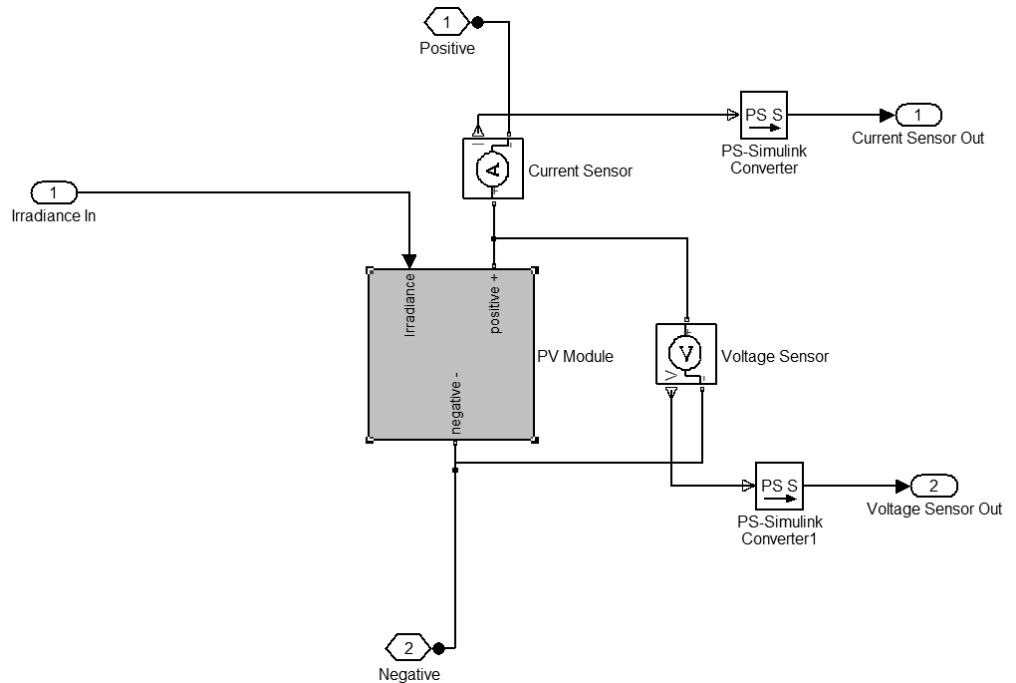 1
Positive
PS S
1
PS-Simulink
Converter
Current Sensor Out
I
-
A
+
Current Sensor
1
Irradiance In
Irradiance
positive +
negative -
PV Module
+
V
V
-
Voltage Sensor
PS S
2
PS-Simulink
Converter1
Voltage Sensor Out
2
Negative